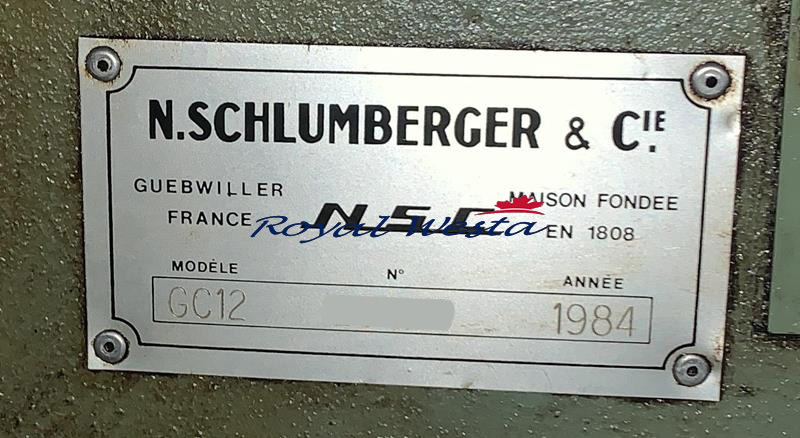 N.SCHLUMBERGER & CIE.
GUEBWILLER
FRANCE
NSC
MAISON FONDEE
EN 1808
Royal Westa
MODÈLE N° ANNÉE
GC12 1984